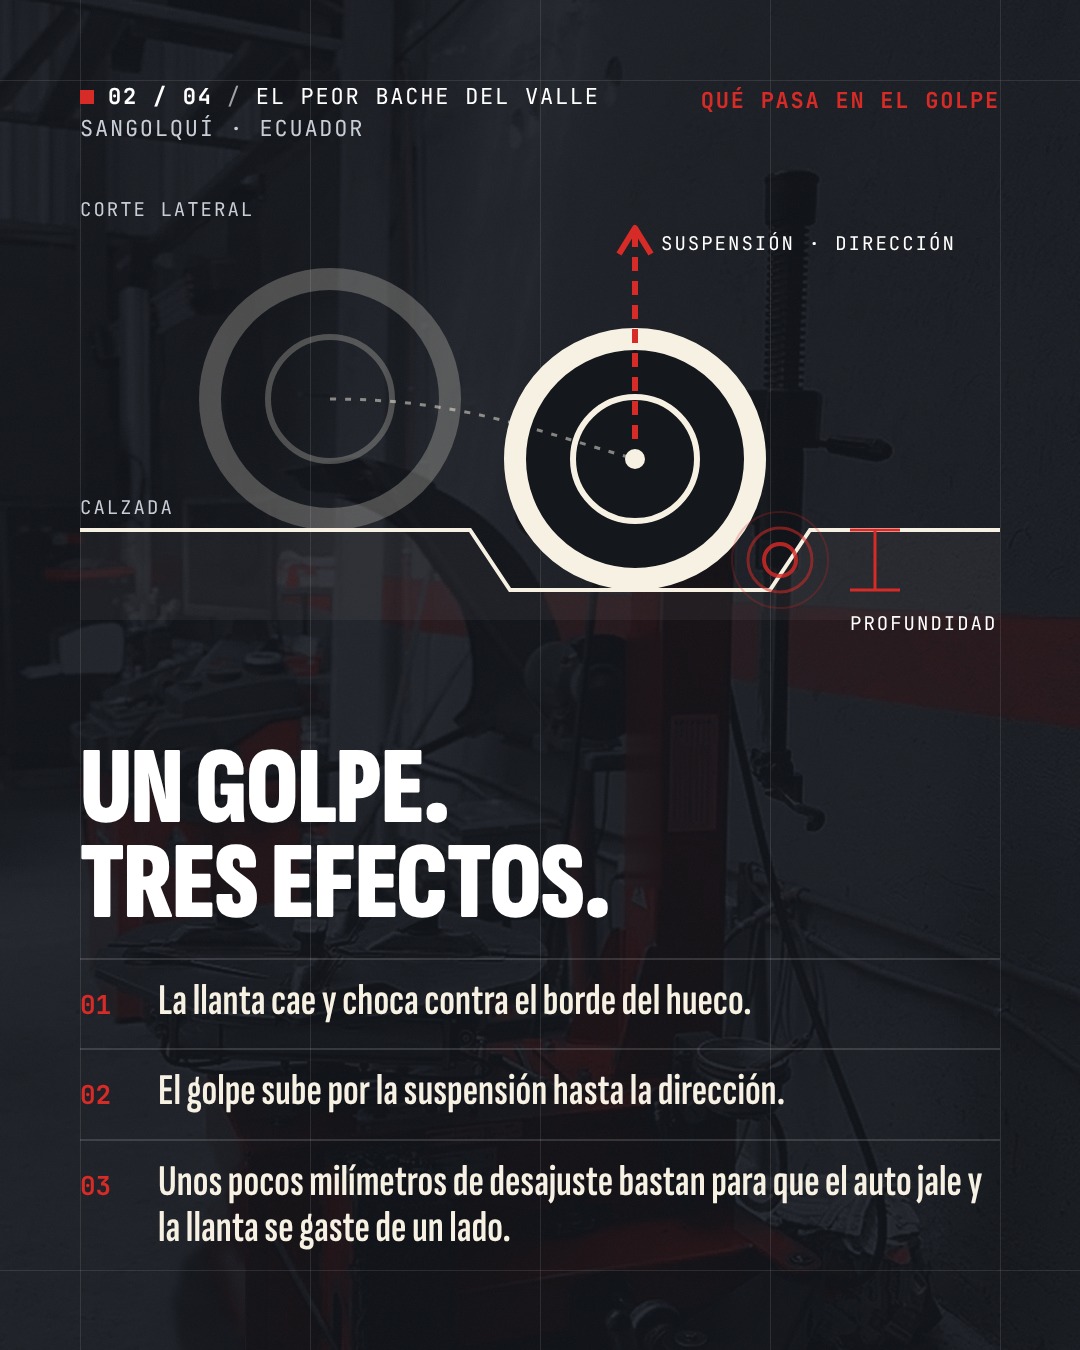 02 / 04 / EL PEOR BACHE DEL VALLE
SANGOLQUÍ · ECUADOR
QUÉ PASA EN EL GOLPE
CORTE LATERAL
SUSPENSIÓN · DIRECCIÓN
CALZADA
PROFUNDIDAD
UN GOLPE.
TRES EFECTOS.
01 La llanta cae y choca contra el borde del hueco.
02 El golpe sube por la suspensión hasta la dirección.
03 Unos pocos milímetros de desajuste bastan para que el auto jale y
la llanta se gaste de un lado.